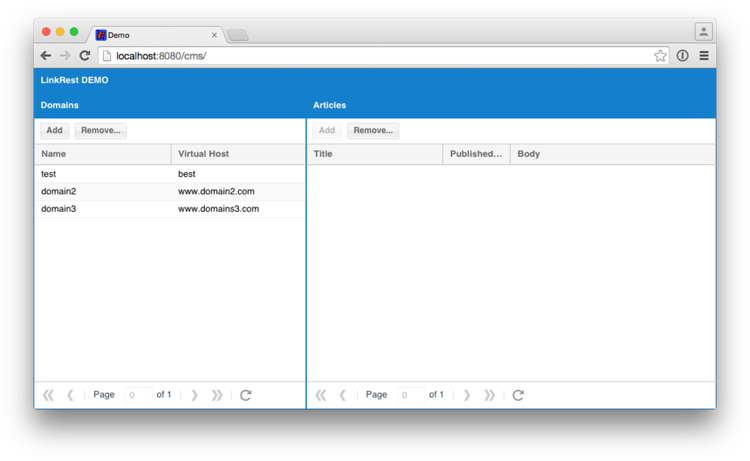 Demo
localhost:8080/cms/
LinkRest DEMO
Domains
Articles
Add Remove...
Add Remove...
Name Virtual Host
Title Published... Body
test best
domain2 www.domain2.com
domain3 www.domains3.com
Page 0 of 1
Page 0 of 1